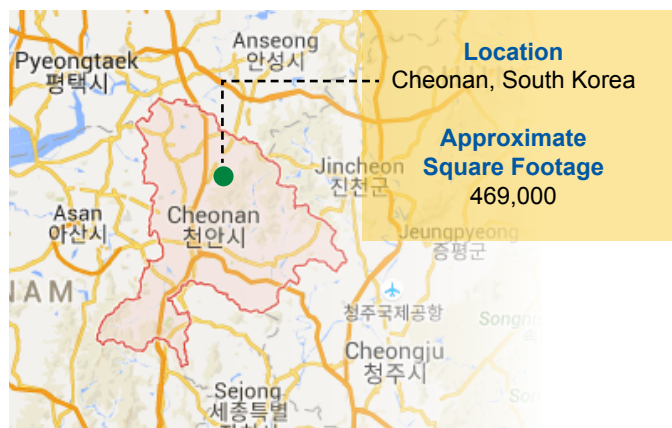 Location
Cheonan, South Korea
Approximate
Square Footage
469,000
Anseong
안성시
Pyeongtaek
평택시
Jincheon
진천군
Asan
아산시
Cheonan
천안시
Jeungpyeong
증평군
NAM
청주국제공항
Songni
Cheongju
청주시
Sejong
세종특별
Son